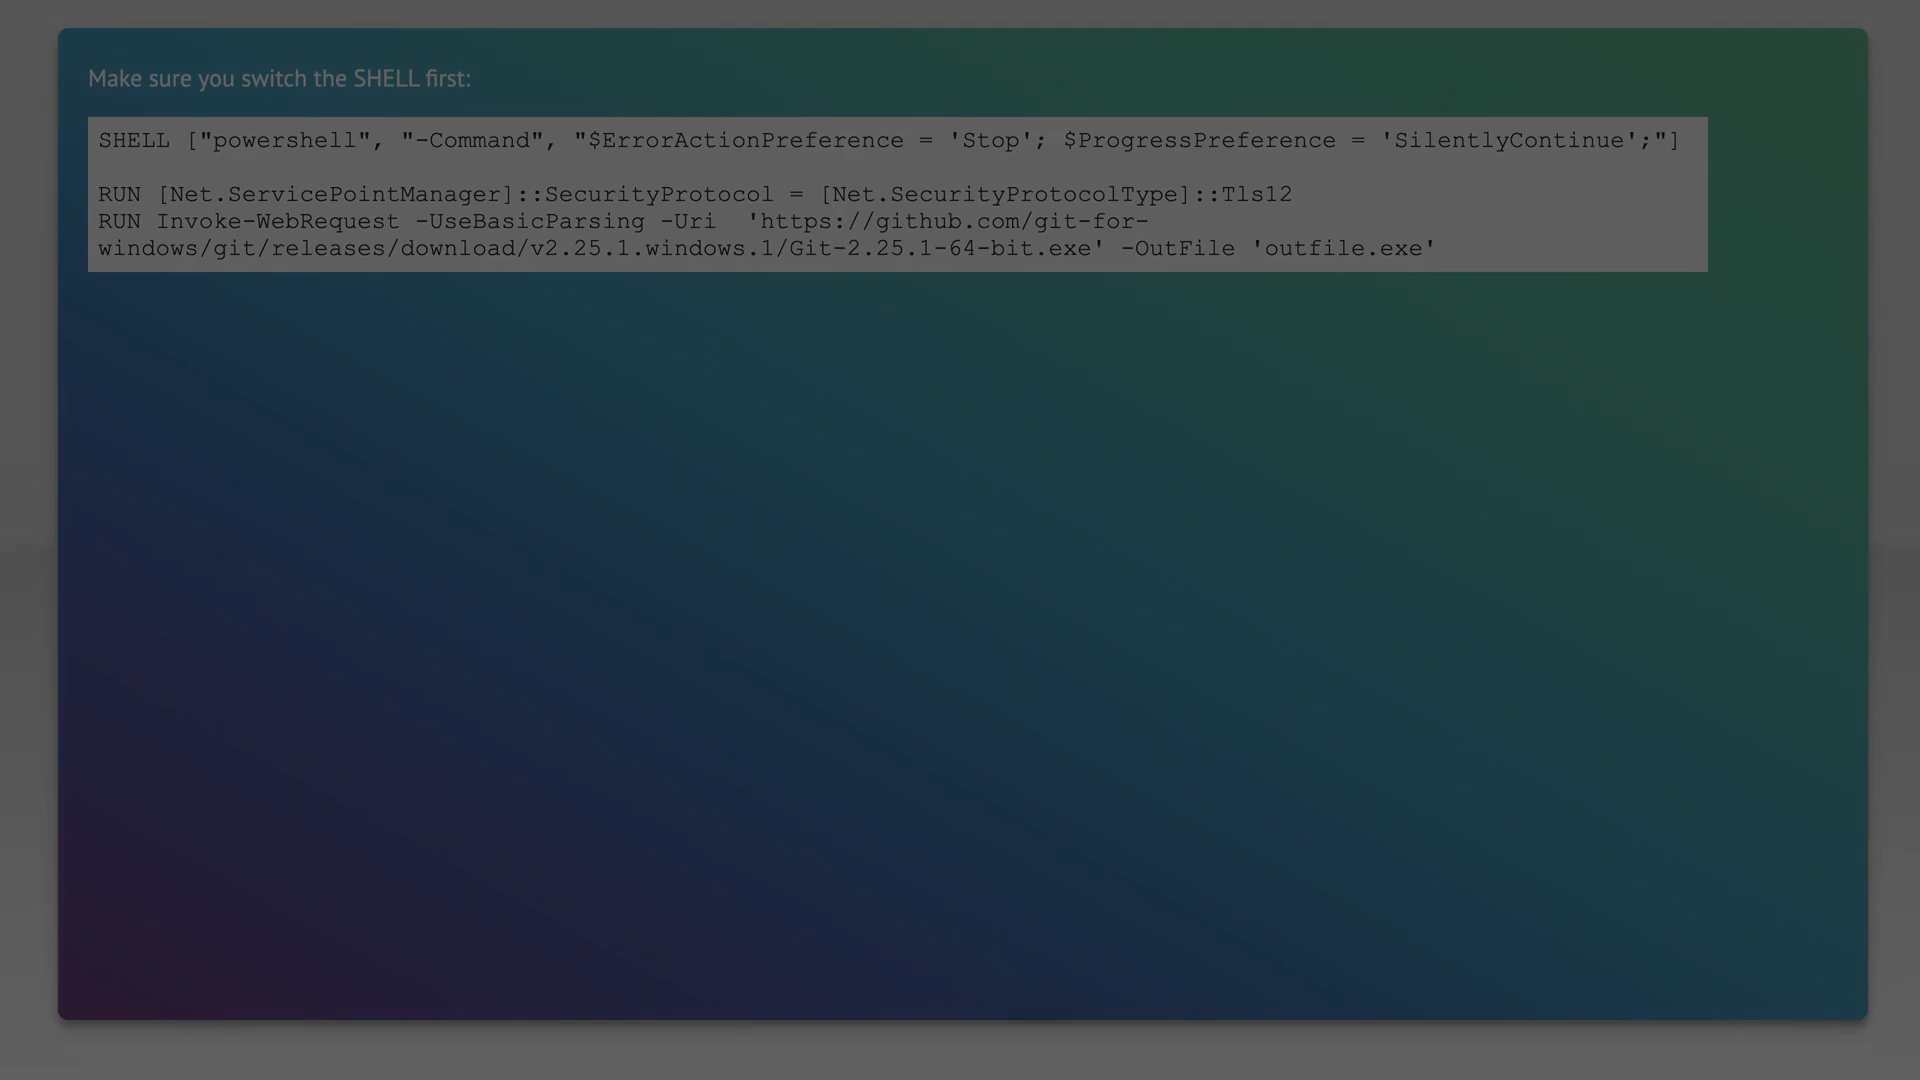 Make sure you switch the SHELL first:
SHELL ["powershell", "-Command", "$ErrorActionPreference = 'Stop'; $ProgressPreference = 'SilentlyContinue';"]
RUN [Net.ServicePointManager]::SecurityProtocol = [Net.SecurityProtocolType]::Tls12
RUN Invoke-WebRequest -UseBasicParsing -Uri  'https://github.com/git-for-
windows/git/releases/download/v2.25.1.windows.1/Git-2.25.1-64-bit.exe' -OutFile 'outfile.exe'